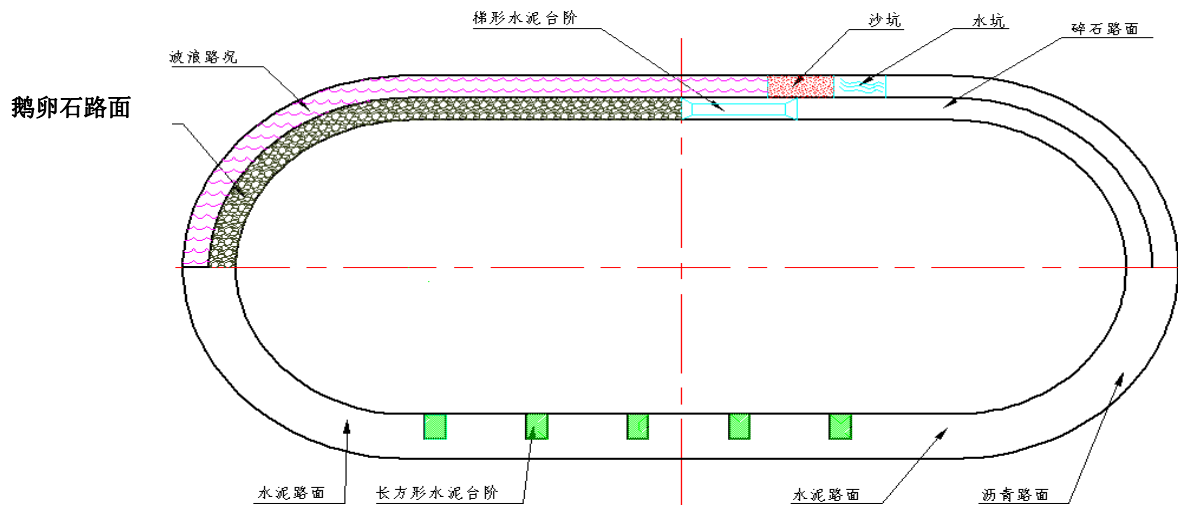 梯形水泥台阶
沙坑
水坑
碎石路面
波浪路况
鹅卵石路面
水泥路面
长方形水泥台阶
水泥路面
沥青路面